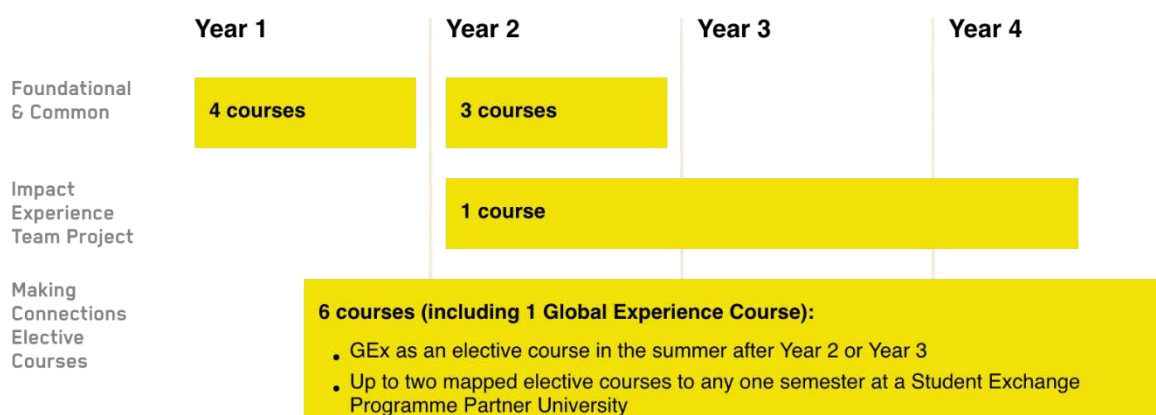 Year 1
Year 2
Year 3
Year 4
Foundational
& Common
4 courses
3 courses
Impact
Experience
Team Project
1 course
Making
Connections
Elective
Courses
6 courses (including 1 Global Experience Course):
• GEx as an elective course in the summer after Year 2 or Year 3
• Up to two mapped elective courses to any one semester at a Student Exchange
Programme Partner University